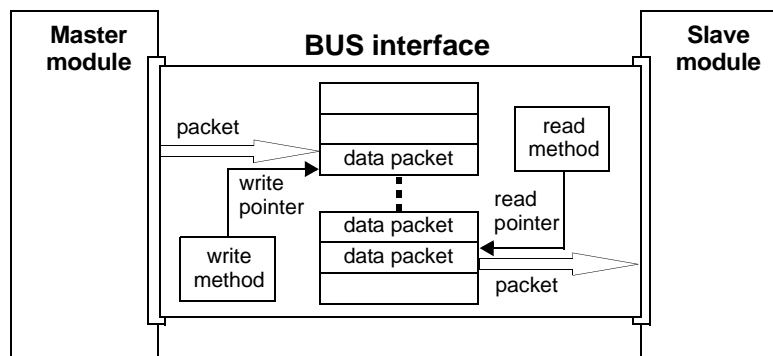 Master
module
BUS interface
Slave
module
packet
data packet
write
pointer
write
method
read
method
read
pointer
data packet
data packet
packet